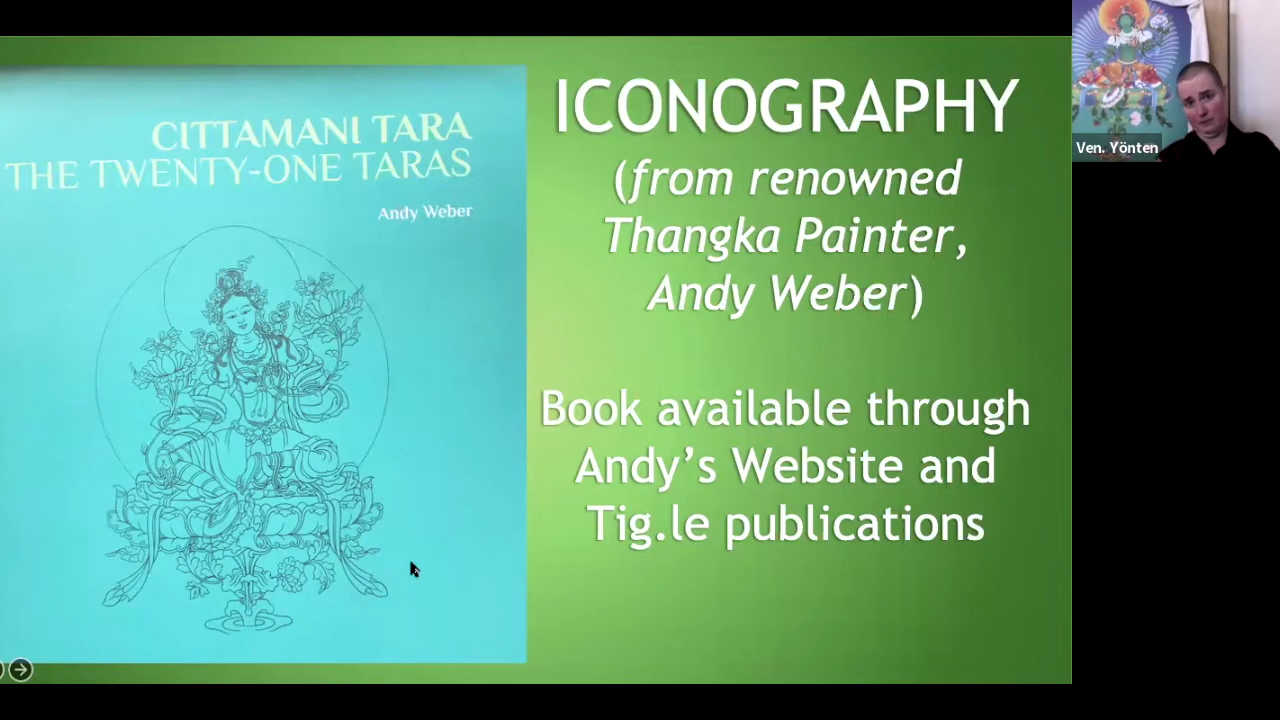 CITTAMANI TARA
THE TWENTY-ONE TARAS
Andy Weber
ICONOGRAPHY
(from renowned
Thangka Painter,
Andy Weber)
Book available through
Andy’s Website and
Tig.le publications
Ven. Yönten